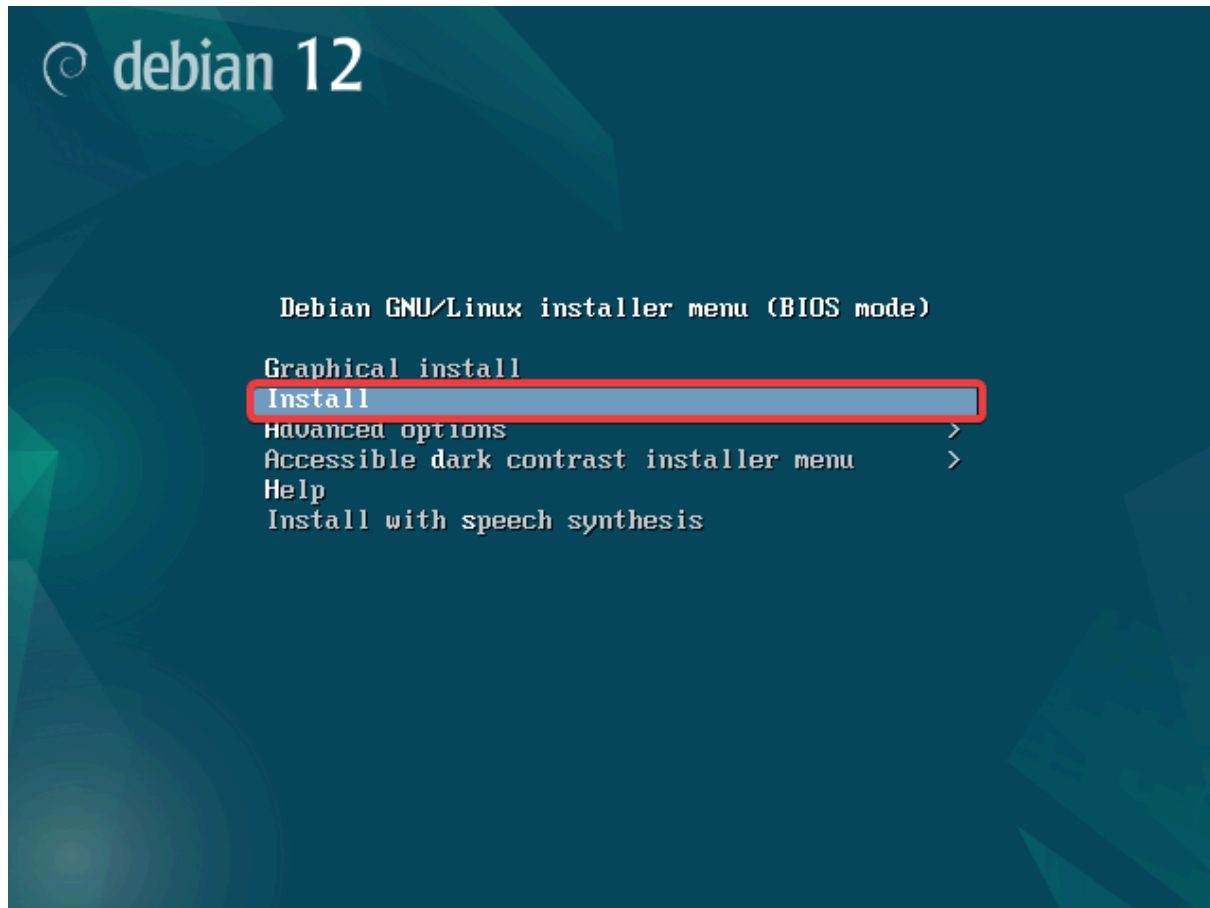 debian 12
Debian GNU/Linux installer menu (BIOS mode)
Graphical install
Install
Advanced options >
Accessible dark contrast installer menu >
Help
Install with speech synthesis